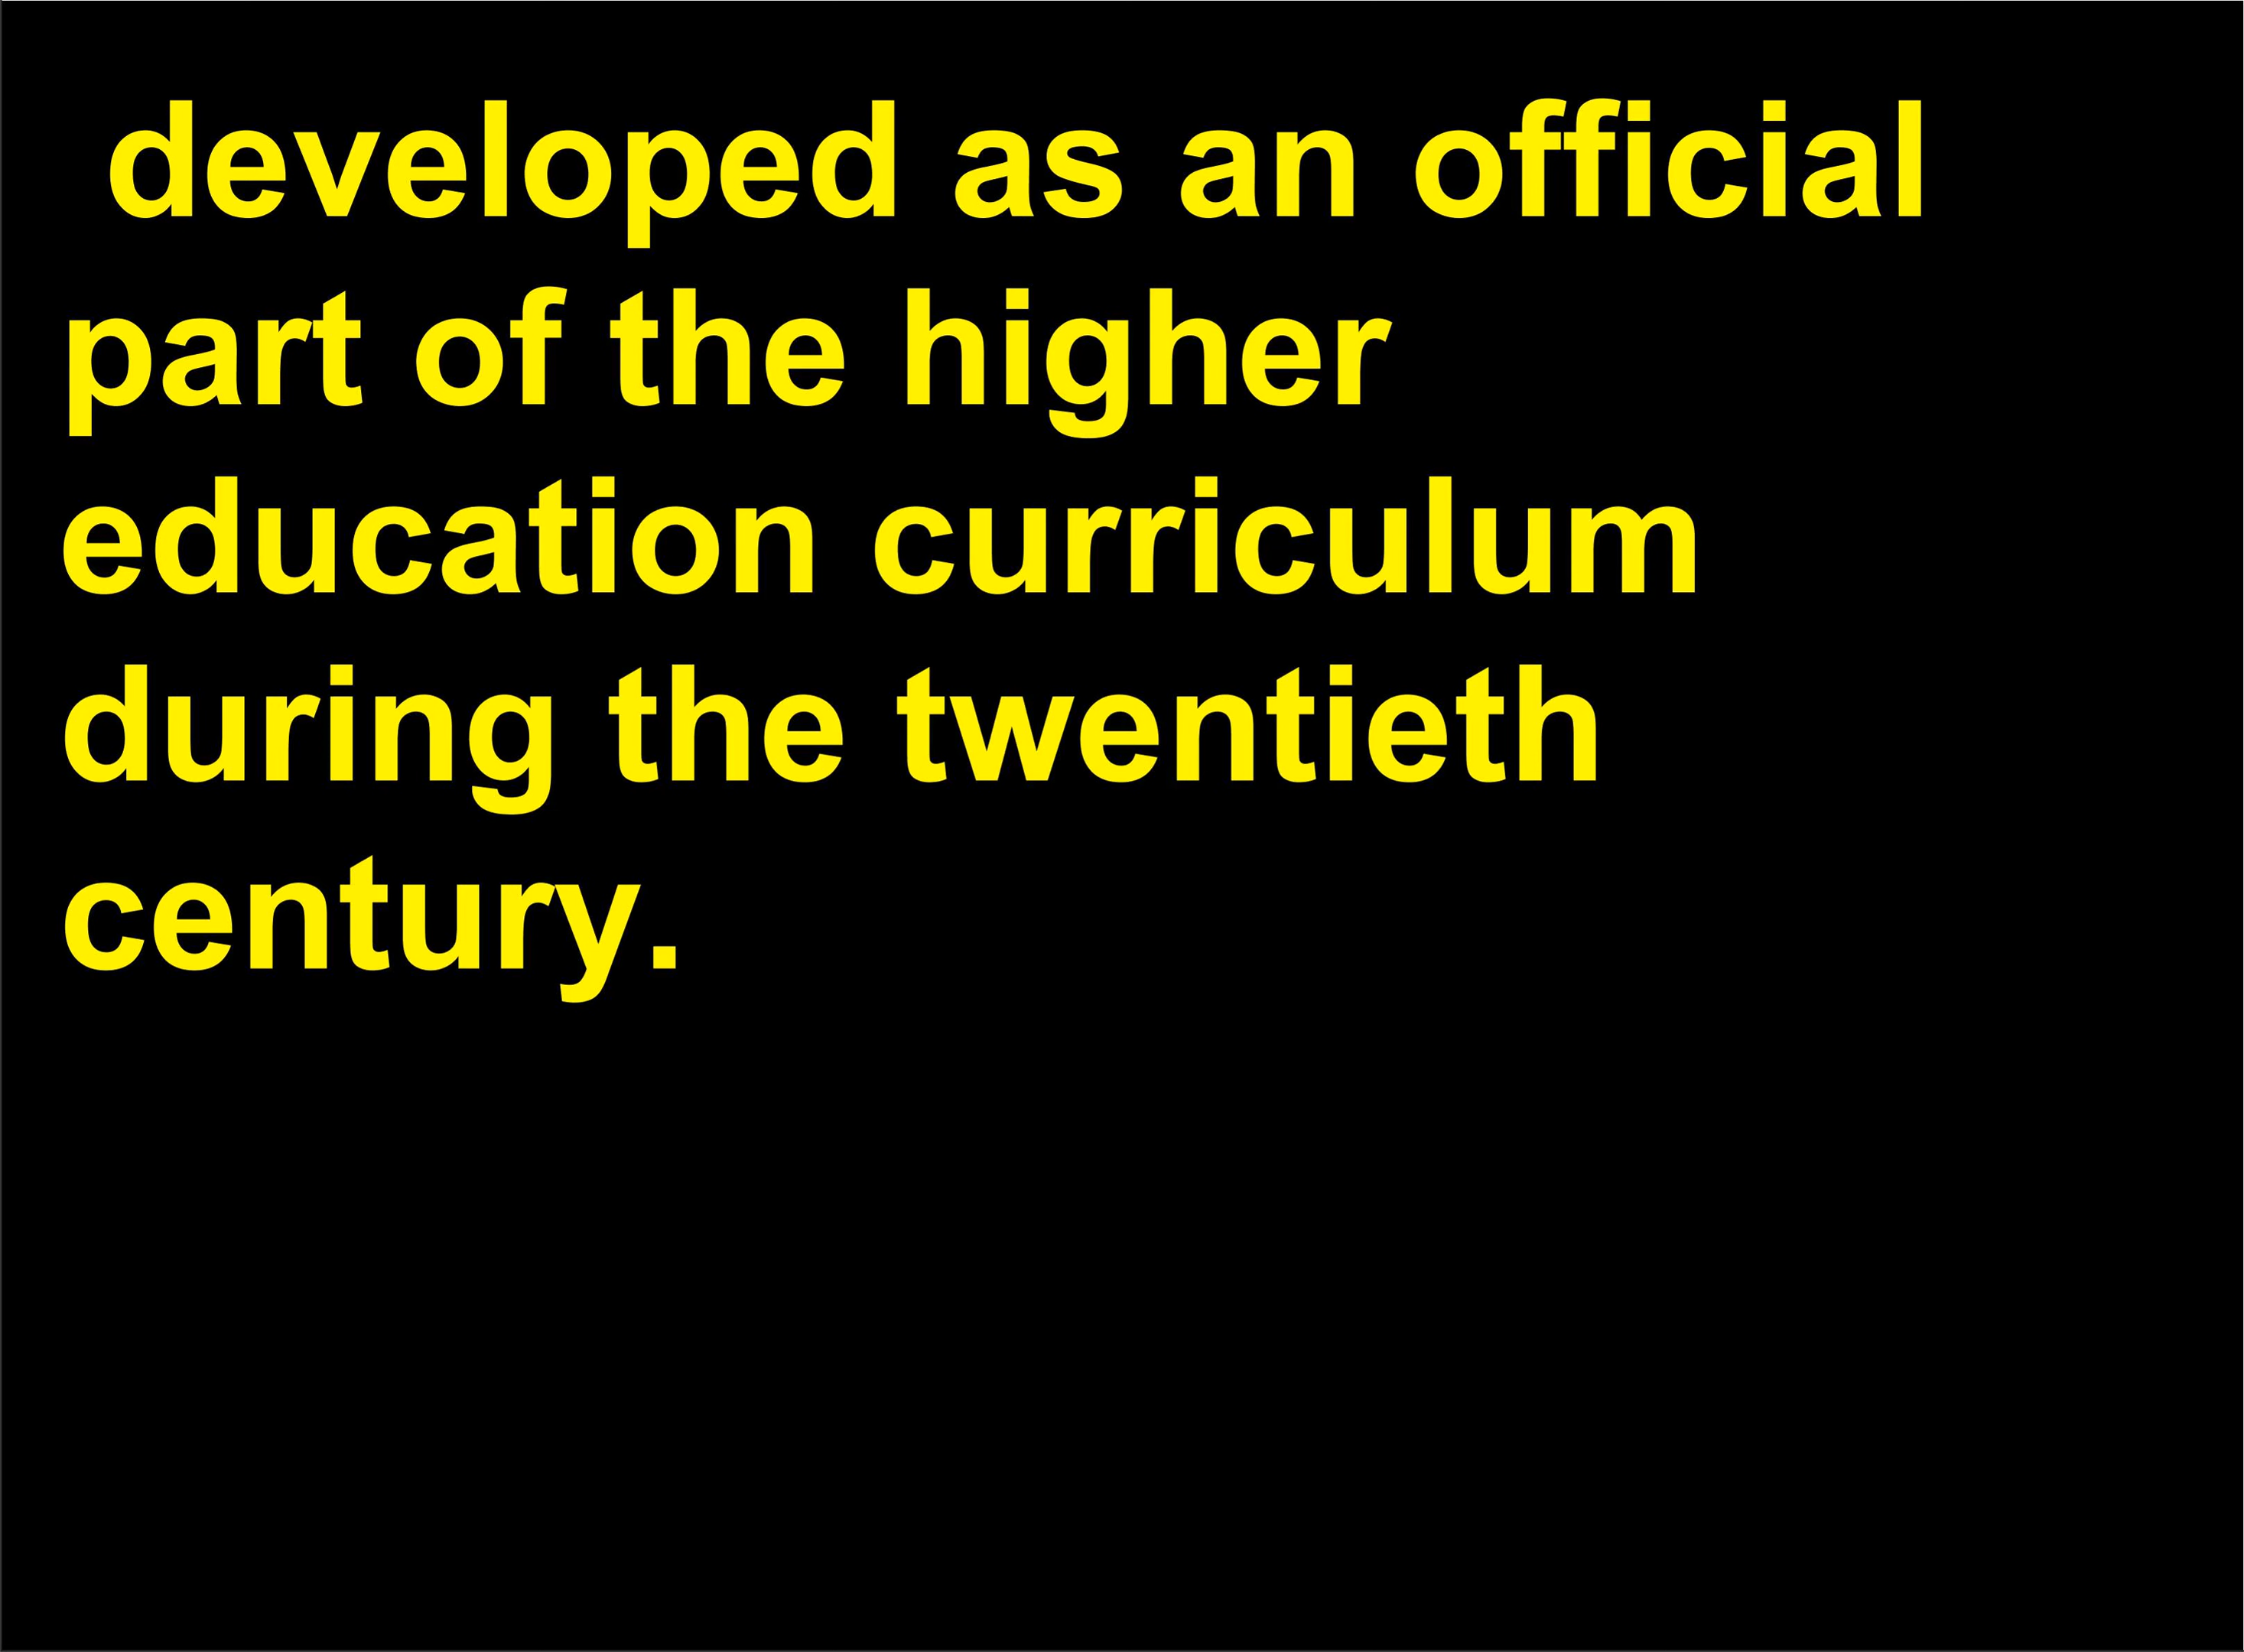 developed as an official
part of the higher
education curriculum
during the twentieth
century.